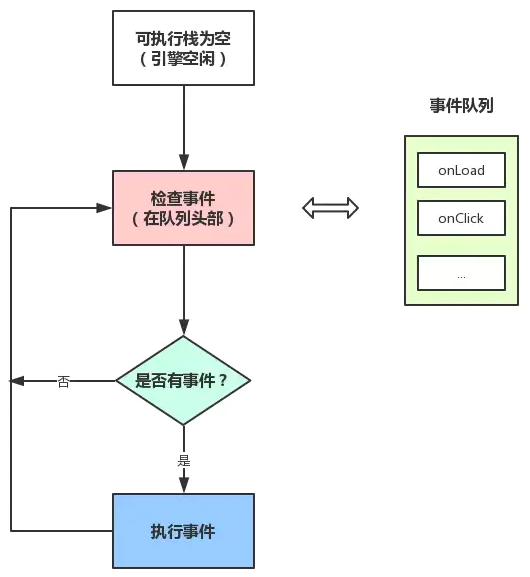 可执行栈为空
（引擎空闲）
事件队列
检查事件
（在队列头部）
onLoad
onClick
...
是否有事件？
否
是
执行事件